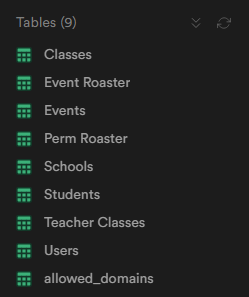 Tables (9)
Classes
Event Roaster
Events
Perm Roaster
Schools
Students
Teacher Classes
Users
allowed_domains